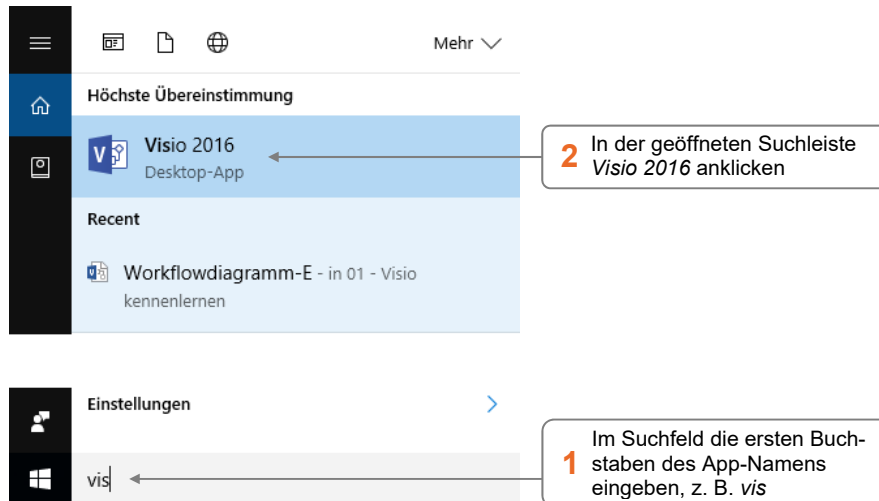 Mehr
Höchste Übereinstimmung
Visio 2016
Desktop-App
2 In der geöffneten Suchleiste
Visio 2016 anklicken
Recent
Workflowdiagramm-E - in 01 - Visio
kennenlernen
Einstellungen
vis
1 Im Suchfeld die ersten Buch-
staben des App-Namens
eingeben, z. B. vis